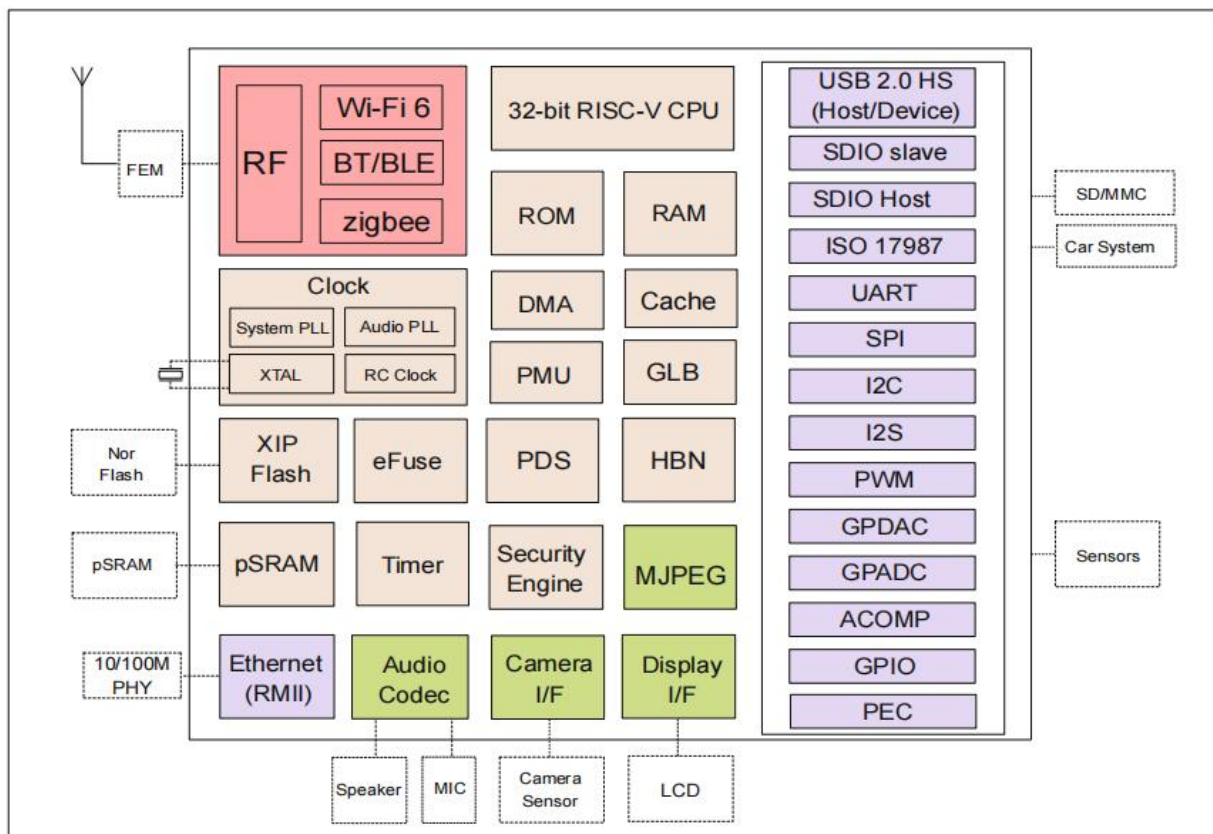 FEM
RF
Wi-Fi 6
BT/BLE
zigbee
32-bit RISC-V CPU
ROM
RAM
Clock
System PLL
Audio PLL
XTAL
RC Clock
DMA
Cache
PMU
GLB
Nor
Flash
XIP
Flash
eFuse
PDS
HBN
pSRAM
pSRAM
Timer
Security
Engine
MJPEG
10/100M
PHY
Ethernet
(RMII)
Audio
Codec
Camera
I/F
Display
I/F
Speaker
MIC
Camera
Sensor
LCD
USB 2.0 HS
(Host/Device)
SDIO slave
SDIO Host
ISO 17987
UART
SPI
I2C
I2S
PWM
GPDAC
GPADC
ACOMP
GPIO
PEC
SD/MMC
Car System
Sensors